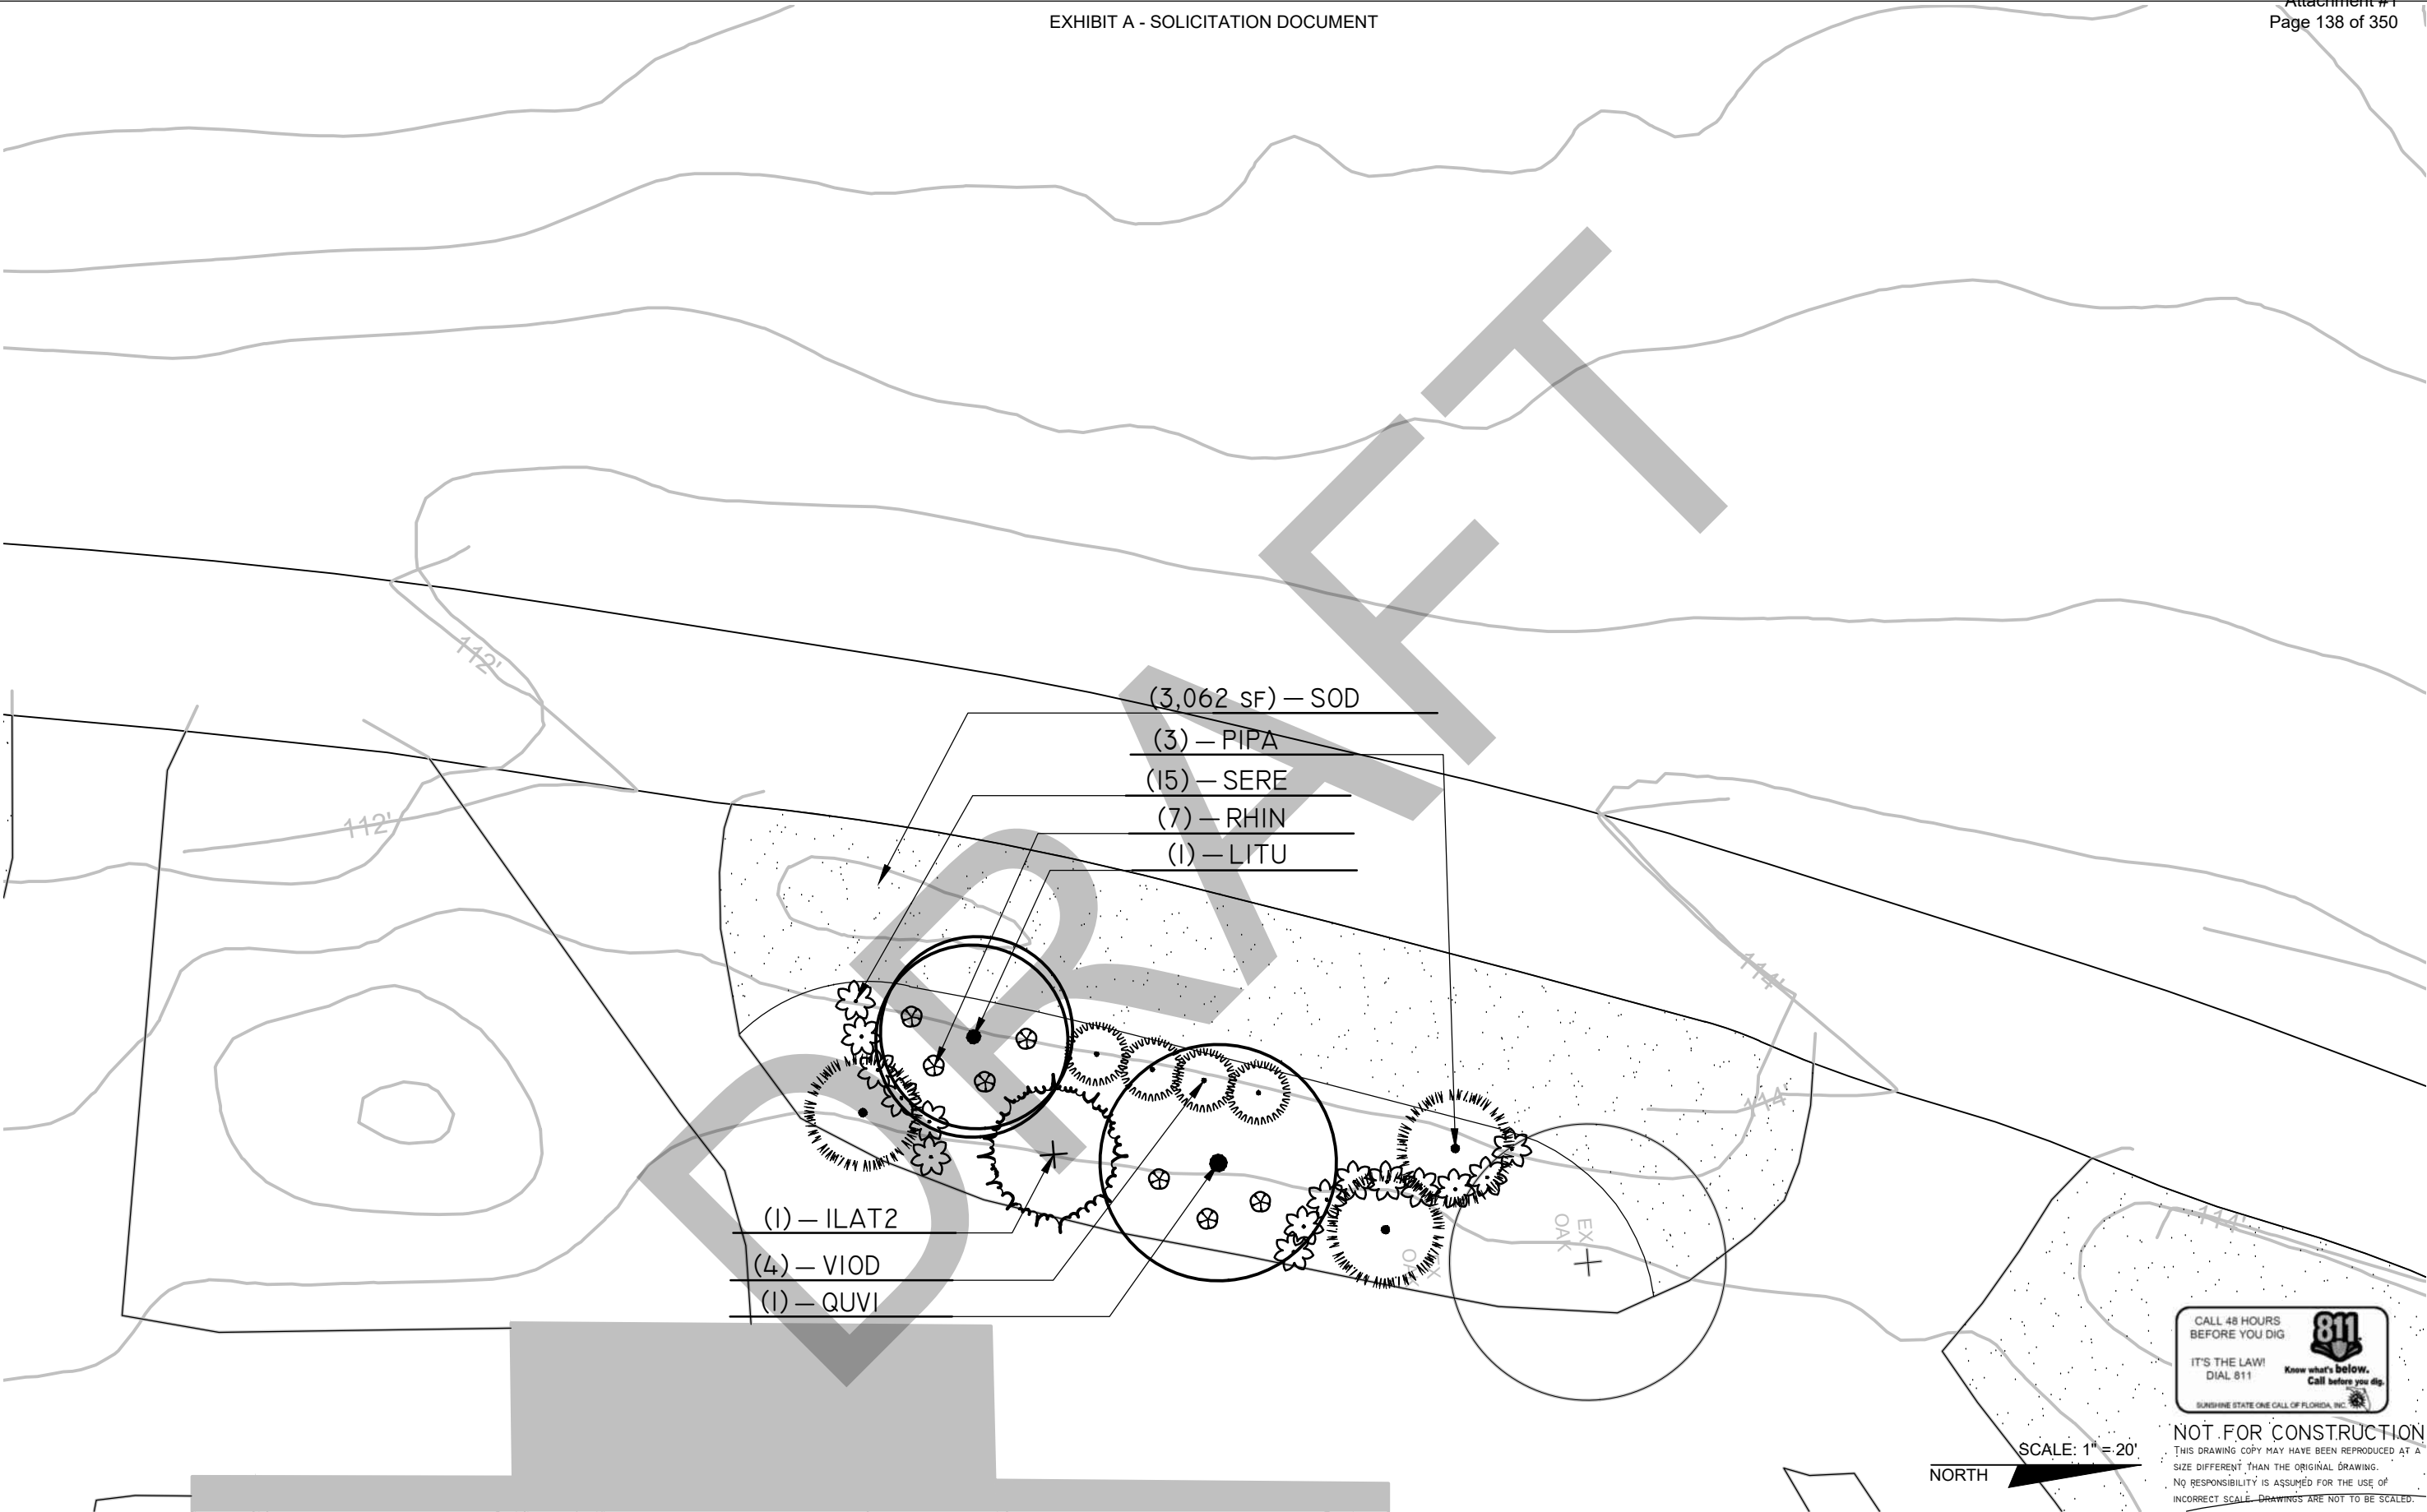 EXHIBIT A - SOLICITATION DOCUMENT
Attachment #1
Page 138 of 350
DRAFT
112'
(3,062 SF) — SOD
(3) — PIPA
(15) — SERE
(7) — RHIN
(1) — LITU
112'
114'
114'
(1) — ILAT2
(4) — VIOD
(1) — QUVI
EX
OAK
EX
OAK
114'
CALL 48 HOURS
BEFORE YOU DIG
IT'S THE LAW!
DIAL 811
811
Know what's below.
Call before you dig.
SUNSHINE STATE ONE CALL OF FLORIDA, INC.
SCALE: 1" = 20'
NORTH
NOT FOR CONSTRUCTION
THIS DRAWING COPY MAY HAVE BEEN REPRODUCED AT A
SIZE DIFFERENT THAN THE ORIGINAL DRAWING.
NO RESPONSIBILITY IS ASSUMED FOR THE USE OF
INCORRECT SCALE. DRAWINGS ARE NOT TO BE SCALED.